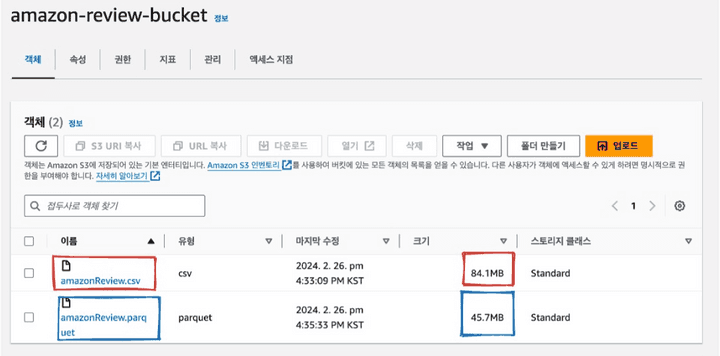 amazon-review-bucket 정보
객체 속성 권한 지표 관리 액세스 지점
객체 (2) 정보
S3 URI 복사 URL 복사 다운로드 열기 삭제 작업 ▼ 폴더 만들기 업로드
객체는 Amazon S3에 저장되어 있는 기본 엔터티입니다. Amazon S3 인벤토리를 사용하여 버킷에 있는 모든 객체의 목록을 얻을 수 있습니다. 다른 사용자가 객체에 액세스할 수 있게 하려면 명시적으로 권
한을 부여해야 합니다. 자세히 알아보기
접두사로 객체 찾기 < 1 >
이름 ▲ 유형 마지막 수정 크기 스토리지 클래스
amazonReview.csv csv 2024. 2. 26. pm 84.1MB Standard
4:33:09 PM KST
amazonReview.parq parquet 2024. 2. 26. pm 45.7MB Standard
uet 4:35:33 PM KST